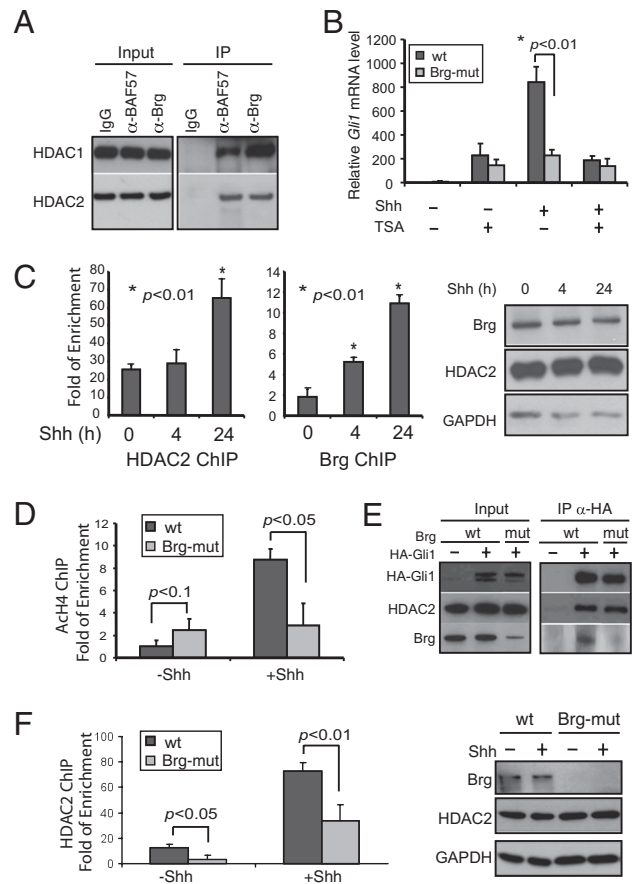 A
Input IP
IgG α-BAF57 α-Brg IgG α-BAF57 α-Brg
HDAC1
HDAC2
B
Relative Gli1 mRNA level
1200
1000
800
600
400
200
0
wt
Brg-mut
* p<0.01
Shh – – + +
TSA – + – +
C
Fold of Enrichment
80
70
60
50
40
30
20
10
0
* p<0.01
*
Shh (h) 0 4 24
HDAC2 ChIP
14
12
10
8
6
4
2
0
* p<0.01
*
*
0 4 24
Brg ChIP
Shh (h) 0 4 24
Brg
HDAC2
GAPDH
D
AcH4 ChIP
Fold of Enrichment
12
10
8
6
4
2
0
wt
Brg-mut
p<0.1
p<0.05
-Shh +Shh
E
Input IP α-HA
Brg wt mut wt mut
HA-Gli1 – + + – + +
HA-Gli1
HDAC2
Brg
F
HDAC2 ChIP
Fold of Enrichment
100
80
60
40
20
0
wt
Brg-mut
p<0.05
p<0.01
-Shh +Shh
wt Brg-mut
Shh – + – +
Brg
HDAC2
GAPDH